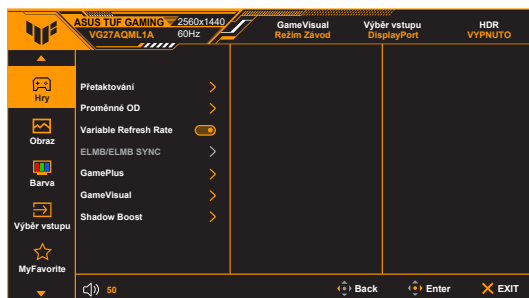 ASUS TUF GAMING
VG27AQML1A
2560x1440
60Hz
GameVisual
Režim Závod
Výběr vstupu
DisplayPort
HDR
VYPNUTO
Hry
Obraz
Barva
Výběr vstupu
MyFavorite
Přetaktování
Proměnné OD
Variable Refresh Rate
ELMB/ELMB SYNC
GamePlus
GameVisual
Shadow Boost
50
Back
Enter
EXIT